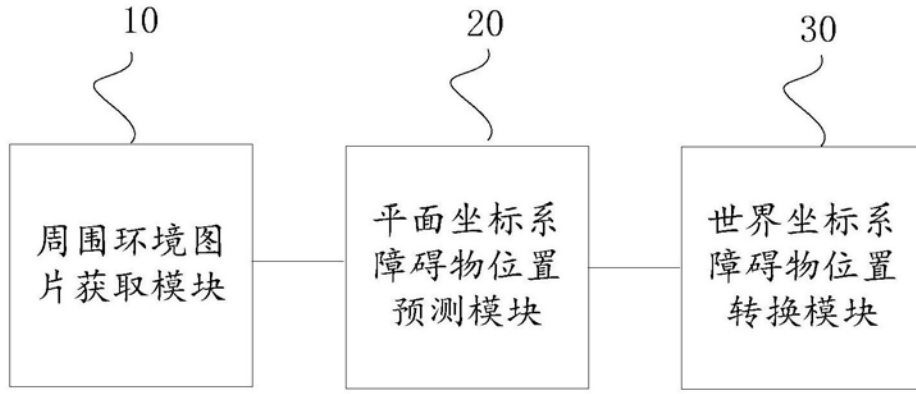 10
20
30
周围环境图
片获取模块
平面坐标系
障碍物位置
预测模块
世界坐标系
障碍物位置
转换模块